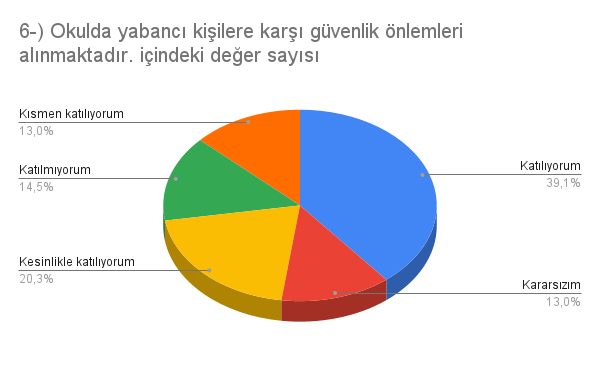 6-) Okulda yabancı kişilere karşı güvenlik önlemleri
alınmaktadır. içindeki değer sayısı
Kısmen katılıyorum
13,0%
Katılmıyorum
14,5%
Kesinlikle katılıyorum
20,3%
Katılıyorum
39,1%
Kararsızım
13,0%